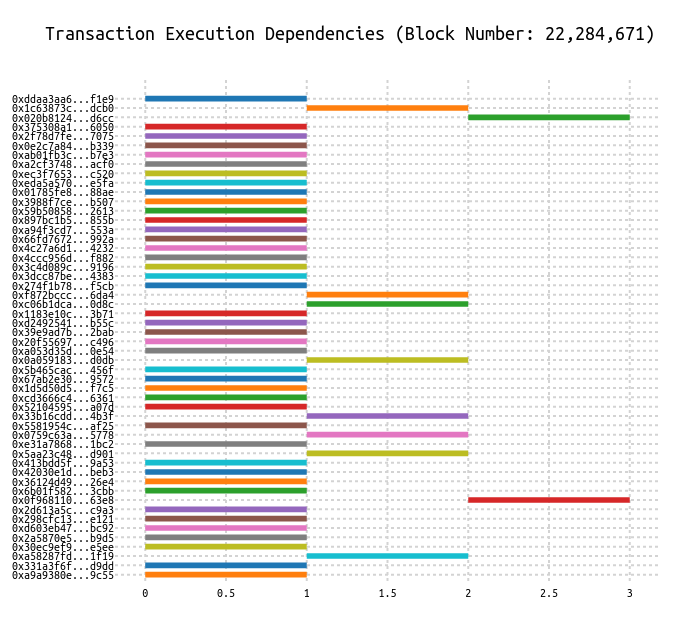 Transaction Execution Dependencies (Block Number: 22,284,671)
0xddaa3aa6...f1e9
0x1c63873c...dcb0
0x020b8124...d6cc
0x375308a1...6050
0x2f78d7fe...7075
0x0e2c7a84...b339
0xab01fb3c...b7e3
0xa2cf3748...acf0
0xec3f7653...c520
0xeda5a570...e5fa
0x01785fe8...88ae
0x3988f7ce...b507
0x59b50858...2613
0x897bc1b5...855b
0xa94f3cd7...553a
0x66fd7672...992a
0x4c27a6d1...4232
0x4ccc956d...f882
0x3c4d089c...9196
0x3dcc87be...4383
0x274f1b78...f5cb
0xf872bccc...6da4
0xc06b1dca...0d8c
0x1183e10c...3b71
0xd2492541...b55c
0x39e9ad7b...2bab
0x20f55697...c496
0xa053d35d...0e54
0x0a059183...d0db
0x5b465cac...456f
0x67ab2e30...9572
0x1d5d50d5...f7c5
0xcd3666c4...6361
0x52104595...a07d
0x33b16cdd...4b3f
0x5581954c...af25
0x0759c63a...5778
0xe31a7868...1bc2
0x5aa23c48...d901
0x413bdd5f...9a53
0x42030e1d...beb3
0x36124d49...26e4
0x6b01f582...3cbb
0x0f968110...63e8
0x2d613a5c...c9a3
0x298cfc13...e121
0xd603eb47...bc92
0x2a5870e5...b9d5
0x30ec9ef9...e5ee
0xa58287fd...1f19
0x331a3f6f...d9dd
0xa9a9380e...9c55
0 0.5 1 1.5 2 2.5 3